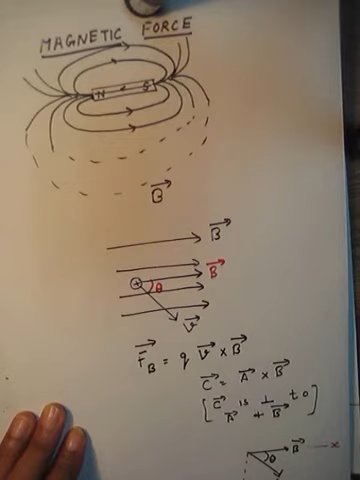 MAGNETIC FORCE
N S
B
B
B
+ θ
v
F_B = q v × B
C = A × B
[ C is ⊥ to
A + B ]
B x
θ